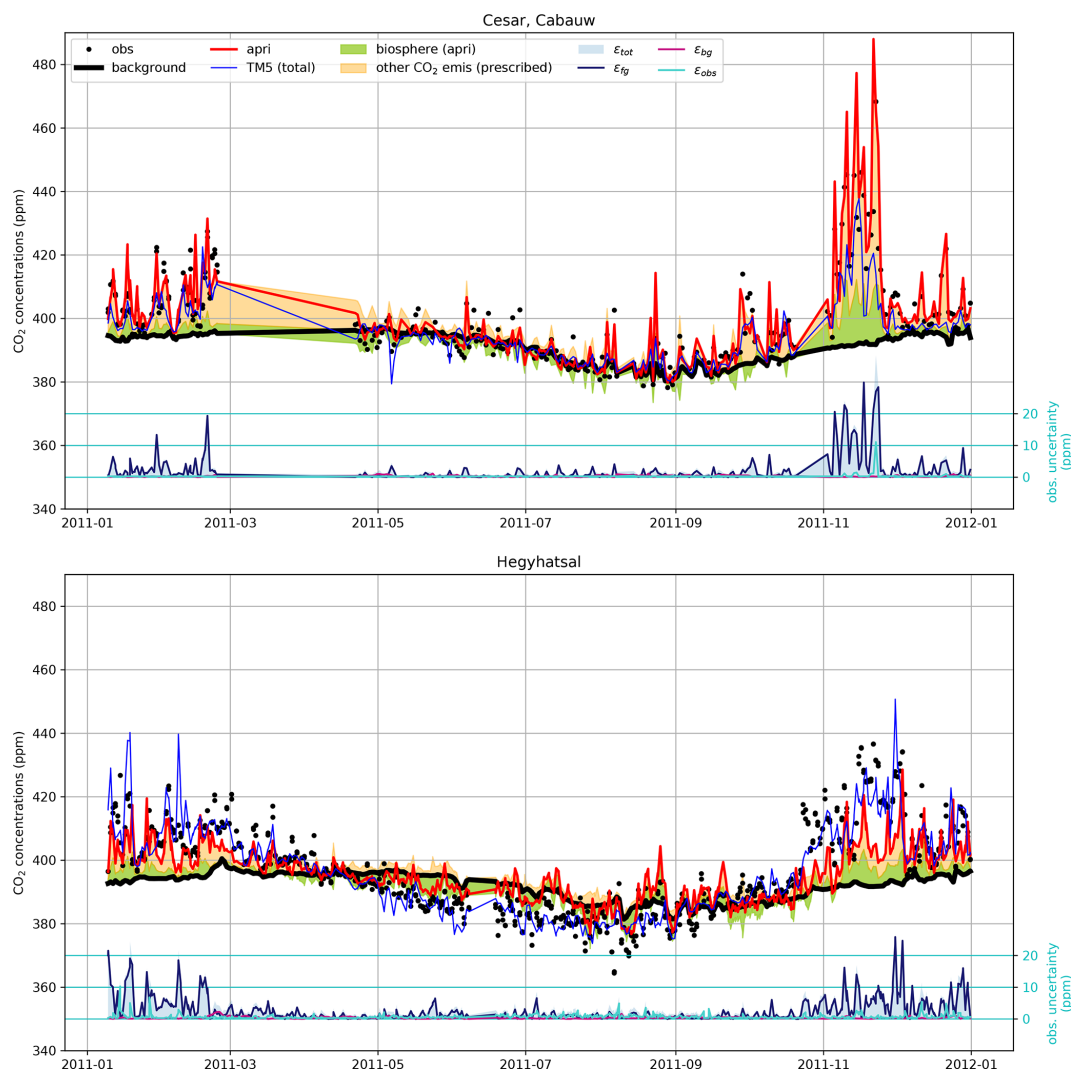 Cesar, Cabauw
obs
background
apri
TM5 (total)
biosphere (apri)
other CO₂ emis (prescribed)
ε_tot
ε_fg
ε_bg
ε_obs
CO₂ concentrations (ppm)
480
460
440
420
400
380
360
340
20
10
0
obs. uncertainty
(ppm)
2011-01
2011-03
2011-05
2011-07
2011-09
2011-11
2012-01
Hegyhatsal
CO₂ concentrations (ppm)
480
460
440
420
400
380
360
340
20
10
0
obs. uncertainty
(ppm)
2011-01
2011-03
2011-05
2011-07
2011-09
2011-11
2012-01